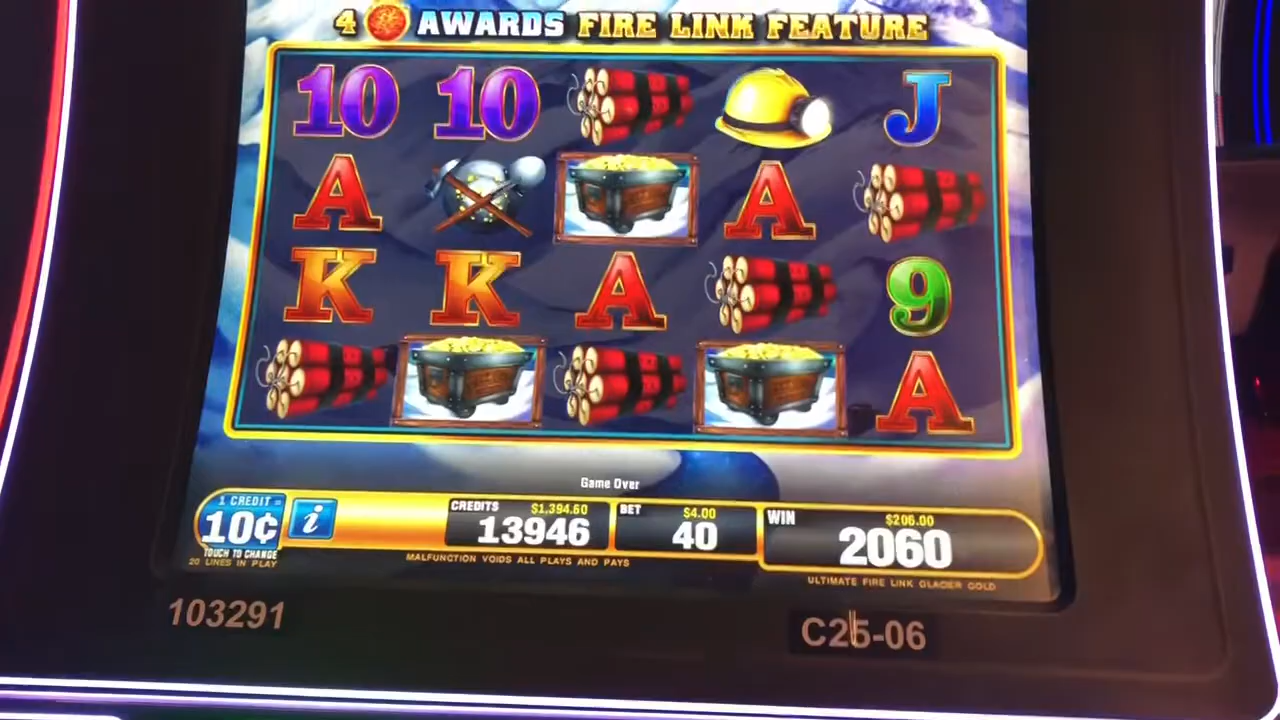 4 AWARDS FIRE LINK FEATURE
10 10 J
A A
K K A 9
A
Game Over
1 CREDIT =
10¢
TOUCH TO CHANGE
20 LINES IN PLAY
i
CREDITS $1,394.60
13946
BET $4.00
40
WIN $206.00
2060
MALFUNCTION VOIDS ALL PLAYS AND PAYS
ULTIMATE FIRE LINK GLACIER GOLD
103291
C25-06